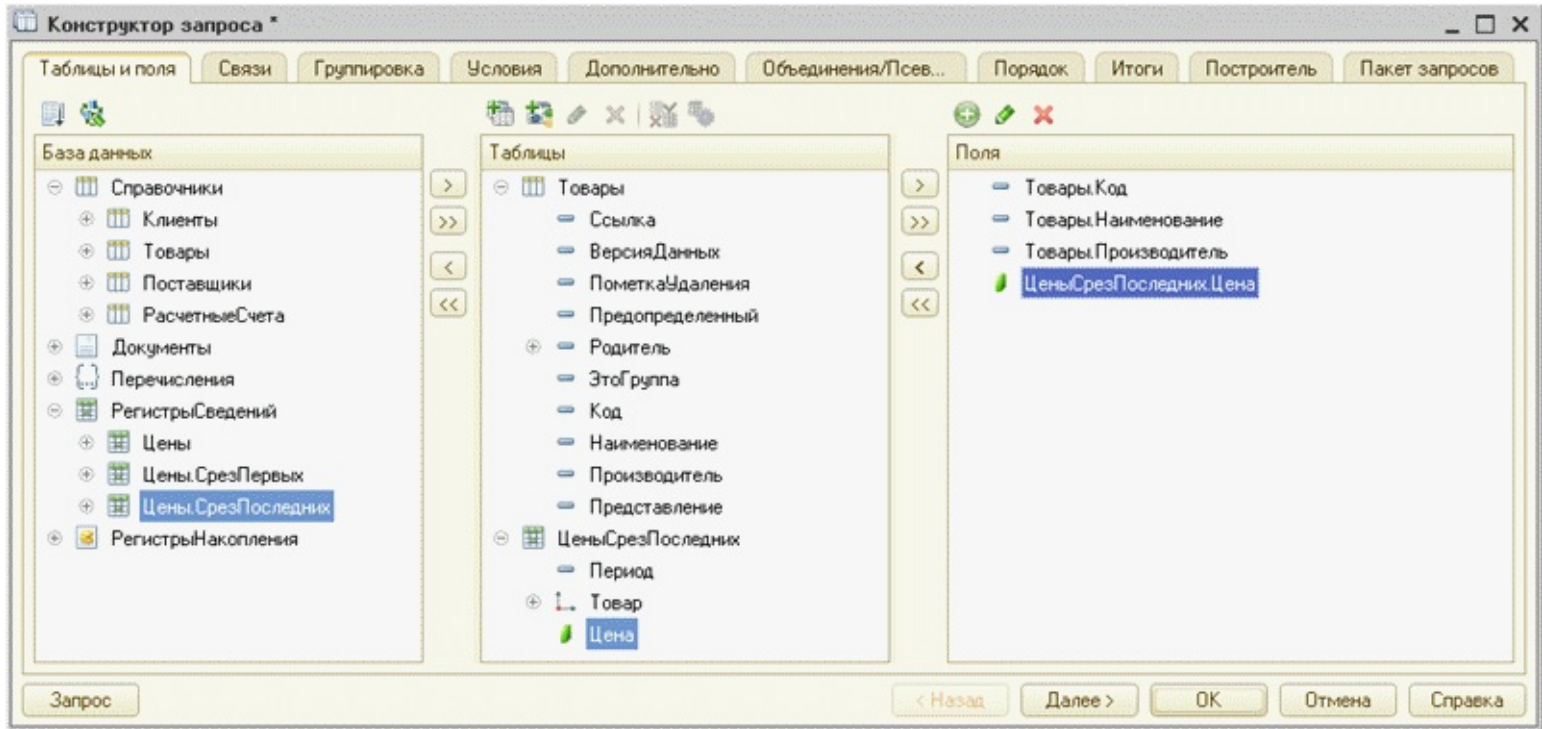 Конструктор запроса *
Таблицы и поля Связи Группировка Условия Дополнительно Объединения/Псев... Порядок Итоги Построитель Пакет запросов
База данных
Справочники
Клиенты
Товары
Поставщики
РасчетныеСчета
Документы
Перечисления
РегистрыСведений
Цены
Цены.СрезПервых
Цены.СрезПоследних
РегистрыНакопления
> >> < <<
Таблицы
Товары
Ссылка
ВерсияДанных
ПометкаУдаления
Предопределенный
Родитель
ЭтоГруппа
Код
Наименование
Производитель
Представление
ЦеныСрезПоследних
Период
Товар
Цена
> >> < <<
Поля
Товары.Код
Товары.Наименование
Товары.Производитель
ЦеныСрезПоследних.Цена
Запрос < Назад Далее > OK Отмена Справка